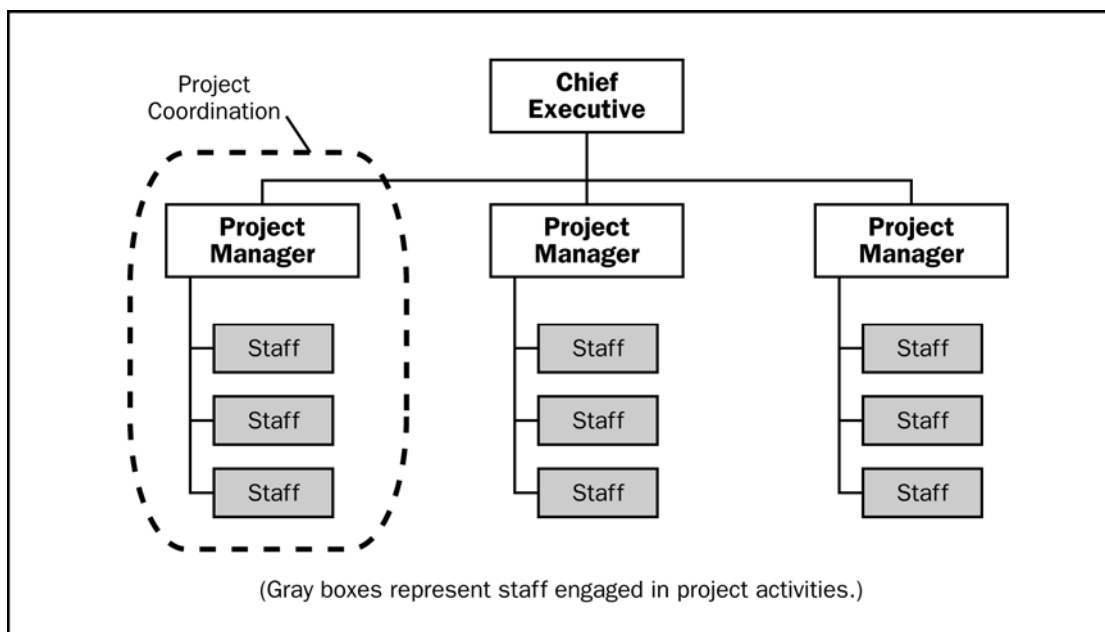 Project
Coordination
Chief
Executive
Project
Manager
Project
Manager
Project
Manager
Staff
Staff
Staff
Staff
Staff
Staff
Staff
Staff
Staff
(Gray boxes represent staff engaged in project activities.)